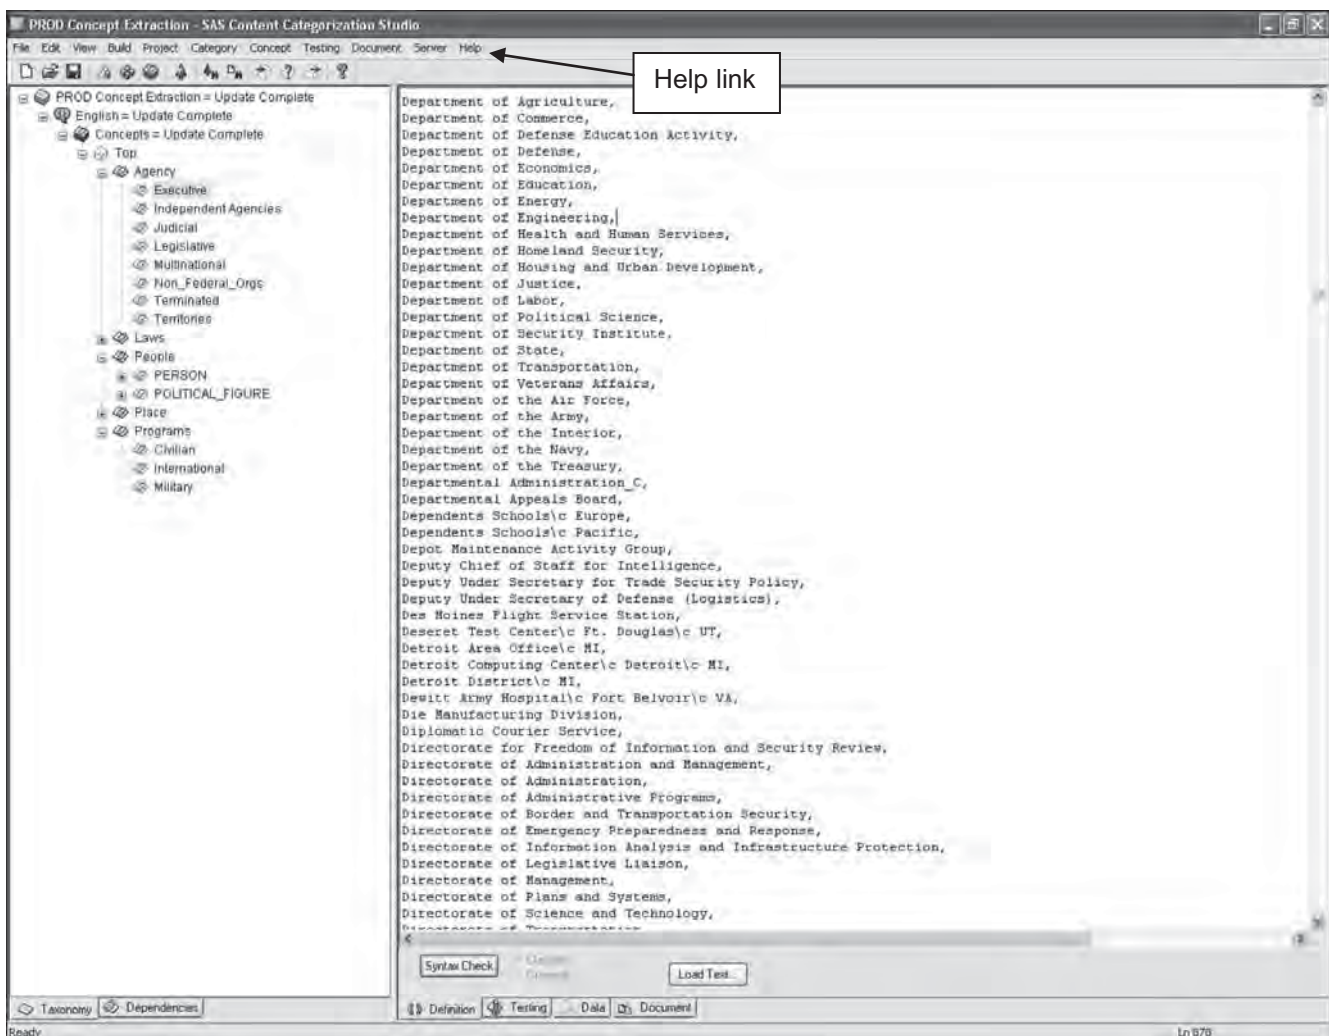 PROD Concept Extraction - SAS Content Categorization Studio
File Edit View Build Project Category Concept Testing Document Server Help
Help link
PROD Concept Extraction = Update Complete
English = Update Complete
Concepts = Update Complete
Top
Agency
Executive
Independent Agencies
Judicial
Legislative
Multinational
Non_Federal_Orgs
Terminated
Territories
Laws
People
PERSON
POLITICAL_FIGURE
Place
Programs
Civilian
International
Military
Department of Agriculture,
Department of Commerce,
Department of Defense Education Activity,
Department of Defense,
Department of Economics,
Department of Education,
Department of Energy,
Department of Engineering,
Department of Health and Human Services,
Department of Homeland Security,
Department of Housing and Urban Development,
Department of Justice,
Department of Labor,
Department of Political Science,
Department of Security Institute,
Department of State,
Department of Transportation,
Department of Veterans Affairs,
Department of the Air Force,
Department of the Army,
Department of the Interior,
Department of the Navy,
Department of the Treasury,
Departmental Administration_C,
Departmental Appeals Board,
Dependents Schools\c Europe,
Dependents Schools\c Pacific,
Depot Maintenance Activity Group,
Deputy Chief of Staff for Intelligence,
Deputy Under Secretary for Trade Security Policy,
Deputy Under Secretary of Defense (Logistics),
Des Moines Flight Service Station,
Deseret Test Center\c Ft. Douglas\c UT,
Detroit Area Office\c MI,
Detroit Computing Center\c Detroit\c MI,
Detroit District\c MI,
Dewitt Army Hospital\c Fort Belvoir\c VA,
Die Manufacturing Division,
Diplomatic Courier Service,
Directorate for Freedom of Information and Security Review,
Directorate of Administration and Management,
Directorate of Administration,
Directorate of Administrative Programs,
Directorate of Border and Transportation Security,
Directorate of Emergency Preparedness and Response,
Directorate of Information Analysis and Infrastructure Protection,
Directorate of Legislative Liaison,
Directorate of Management,
Directorate of Plans and Systems,
Directorate of Science and Technology,
Directorate of Transportation
Syntax Check
Load Text...
Taxonomy Dependencies
Definition Testing Data Document
Ready
Ln 878